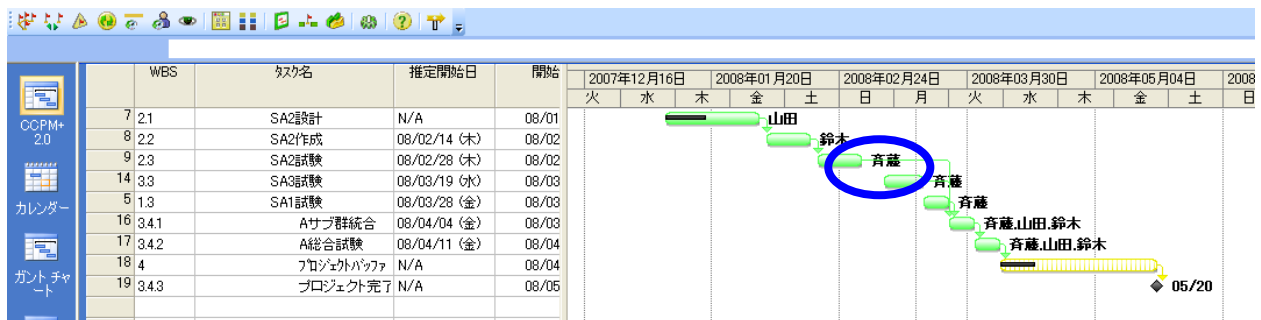 WBS タスク名 推定開始日 開始 2007年12月16日 2008年01月20日 2008年02月24日 2008年03月30日 2008年05月04日 2008
火 水 木 金 土 日 月 火 水 木 金 土 日
CCPM+
2.0
カレンダー
ガント チャ
ート
7 2.1 SA2設計 N/A 08/01 山田
8 2.2 SA2作成 08/02/14 (木) 08/02 鈴木
9 2.3 SA2試験 08/02/28 (木) 08/02 斉藤
14 3.3 SA3試験 08/03/19 (水) 08/03 斉藤
5 1.3 SA1試験 08/03/28 (金) 08/03 斉藤
16 3.4.1 Aサブ群統合 08/04/04 (金) 08/03 斉藤,山田,鈴木
17 3.4.2 A総合試験 08/04/11 (金) 08/04 斉藤,山田,鈴木
18 4 プロジェクトバッファ N/A 08/04
19 3.4.3 プロジェクト完了 N/A 08/05 05/20